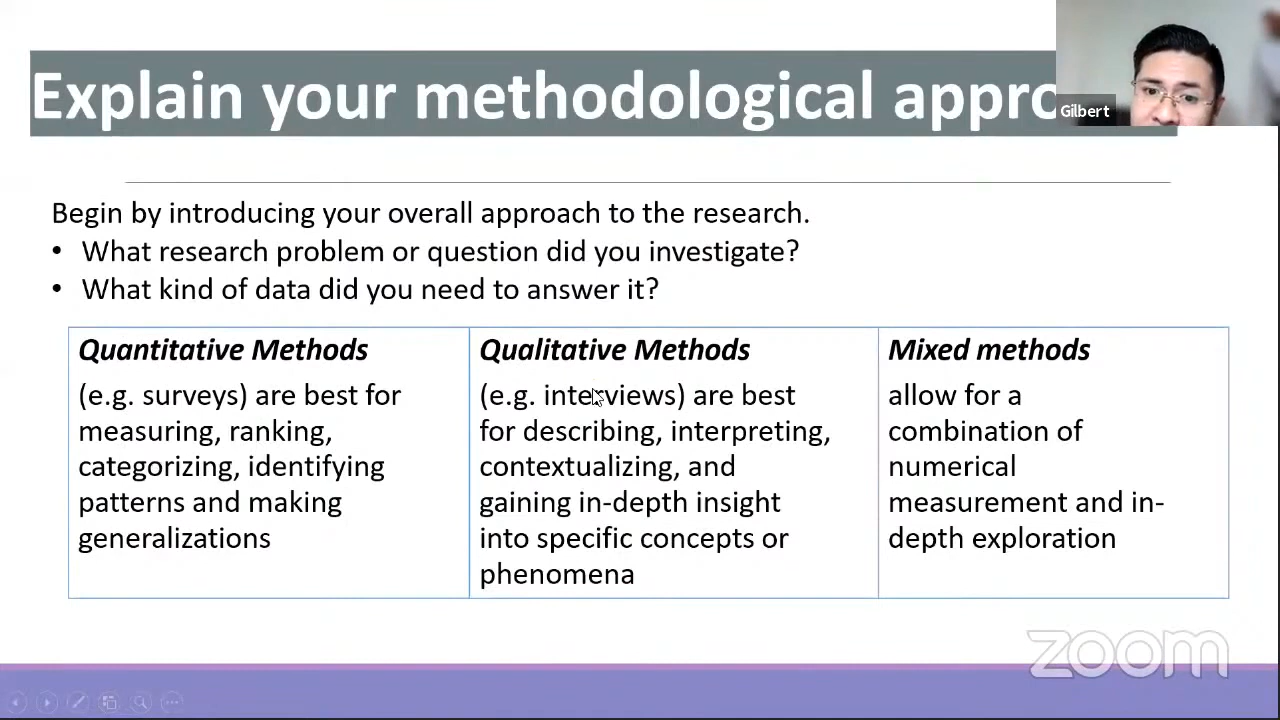 Explain your methodological appro
Gilbert
Begin by introducing your overall approach to the research.
• What research problem or question did you investigate?
• What kind of data did you need to answer it?
Quantitative Methods
(e.g. surveys) are best for
measuring, ranking,
categorizing, identifying
patterns and making
generalizations
Qualitative Methods
(e.g. interviews) are best
for describing, interpreting,
contextualizing, and
gaining in-depth insight
into specific concepts or
phenomena
Mixed methods
allow for a
combination of
numerical
measurement and in-
depth exploration
zoom